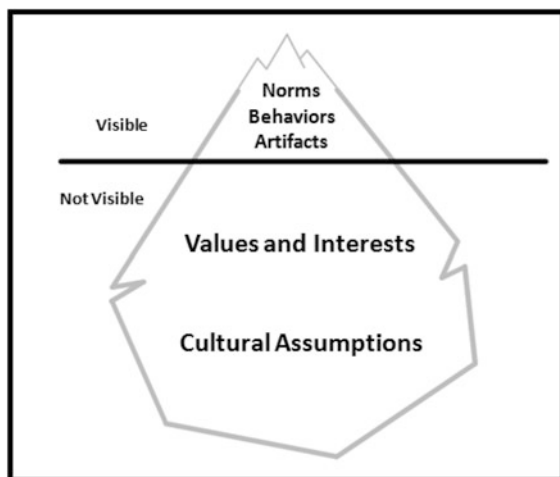 Norms
Behaviors
Artifacts
Visible
Not Visible
Values and Interests
Cultural Assumptions